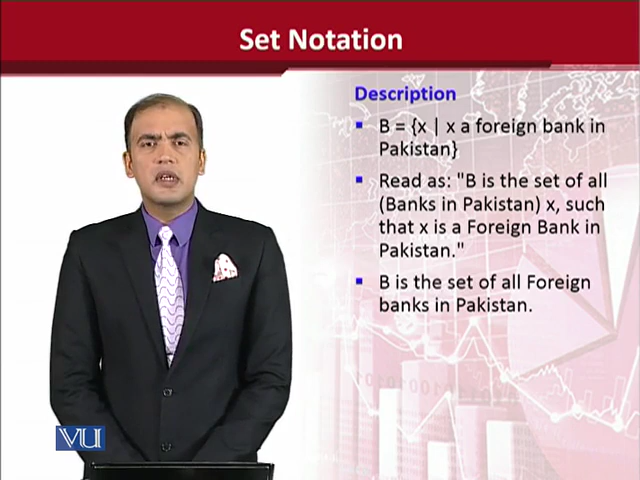 Set Notation
Description
▪ B = {x | x a foreign bank in
Pakistan}
▪ Read as: "B is the set of all
(Banks in Pakistan) x, such
that x is a Foreign Bank in
Pakistan."
▪ B is the set of all Foreign
banks in Pakistan.
VU